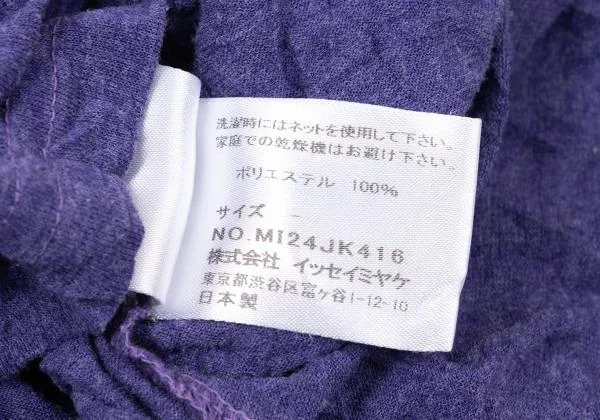 洗濯時にはネットを使用して下さい。
家庭での乾燥機はお避け下さい。
ポリエステル 100%
サイズ -
NO.MI24JK416
株式会社 イッセイミヤケ
東京都渋谷区富ヶ谷1-12-10
日本製